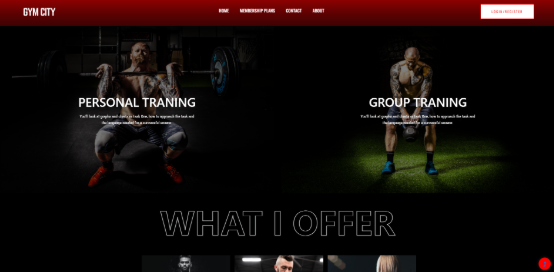 GYM CITY
HOME
MEMBERSHIP PLANS
CONTACT
ABOUT
LOGIN/REGISTER
PERSONAL TRANING
You'll look at graphs and charts in Task One, how to approach the task and
the language needed for a successful answer.
GROUP TRANING
You'll look at graphs and charts in Task One, how to approach the task and
the language needed for a successful answer.
WHAT I OFFER